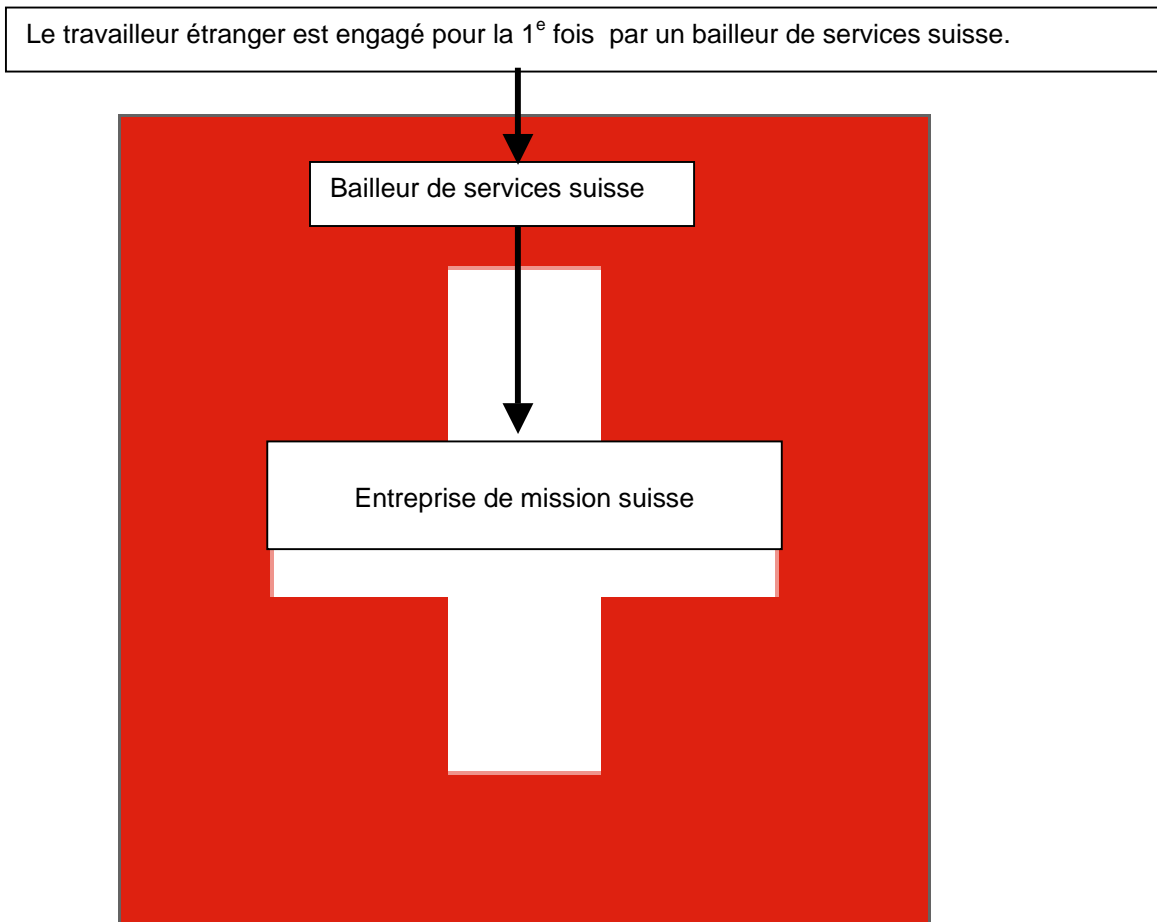 Le travailleur étranger est engagé pour la 1e fois par un bailleur de services suisse.
Bailleur de services suisse
Entreprise de mission suisse